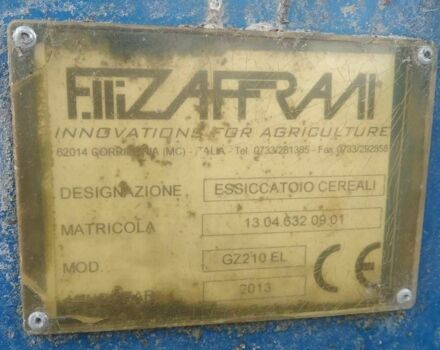 F.LLI ZAFFRANI
INNOVATIONS FOR AGRICULTURE
62014 CORRIDONIA (MC) - ITALIA - Tel. 0733/281385 - Fax 0733/292858
DESIGNAZIONE ESSICCATOIO CEREALI
MATRICOLA 13.04.632.09.01
MOD. GZ210 EL
2013
CE